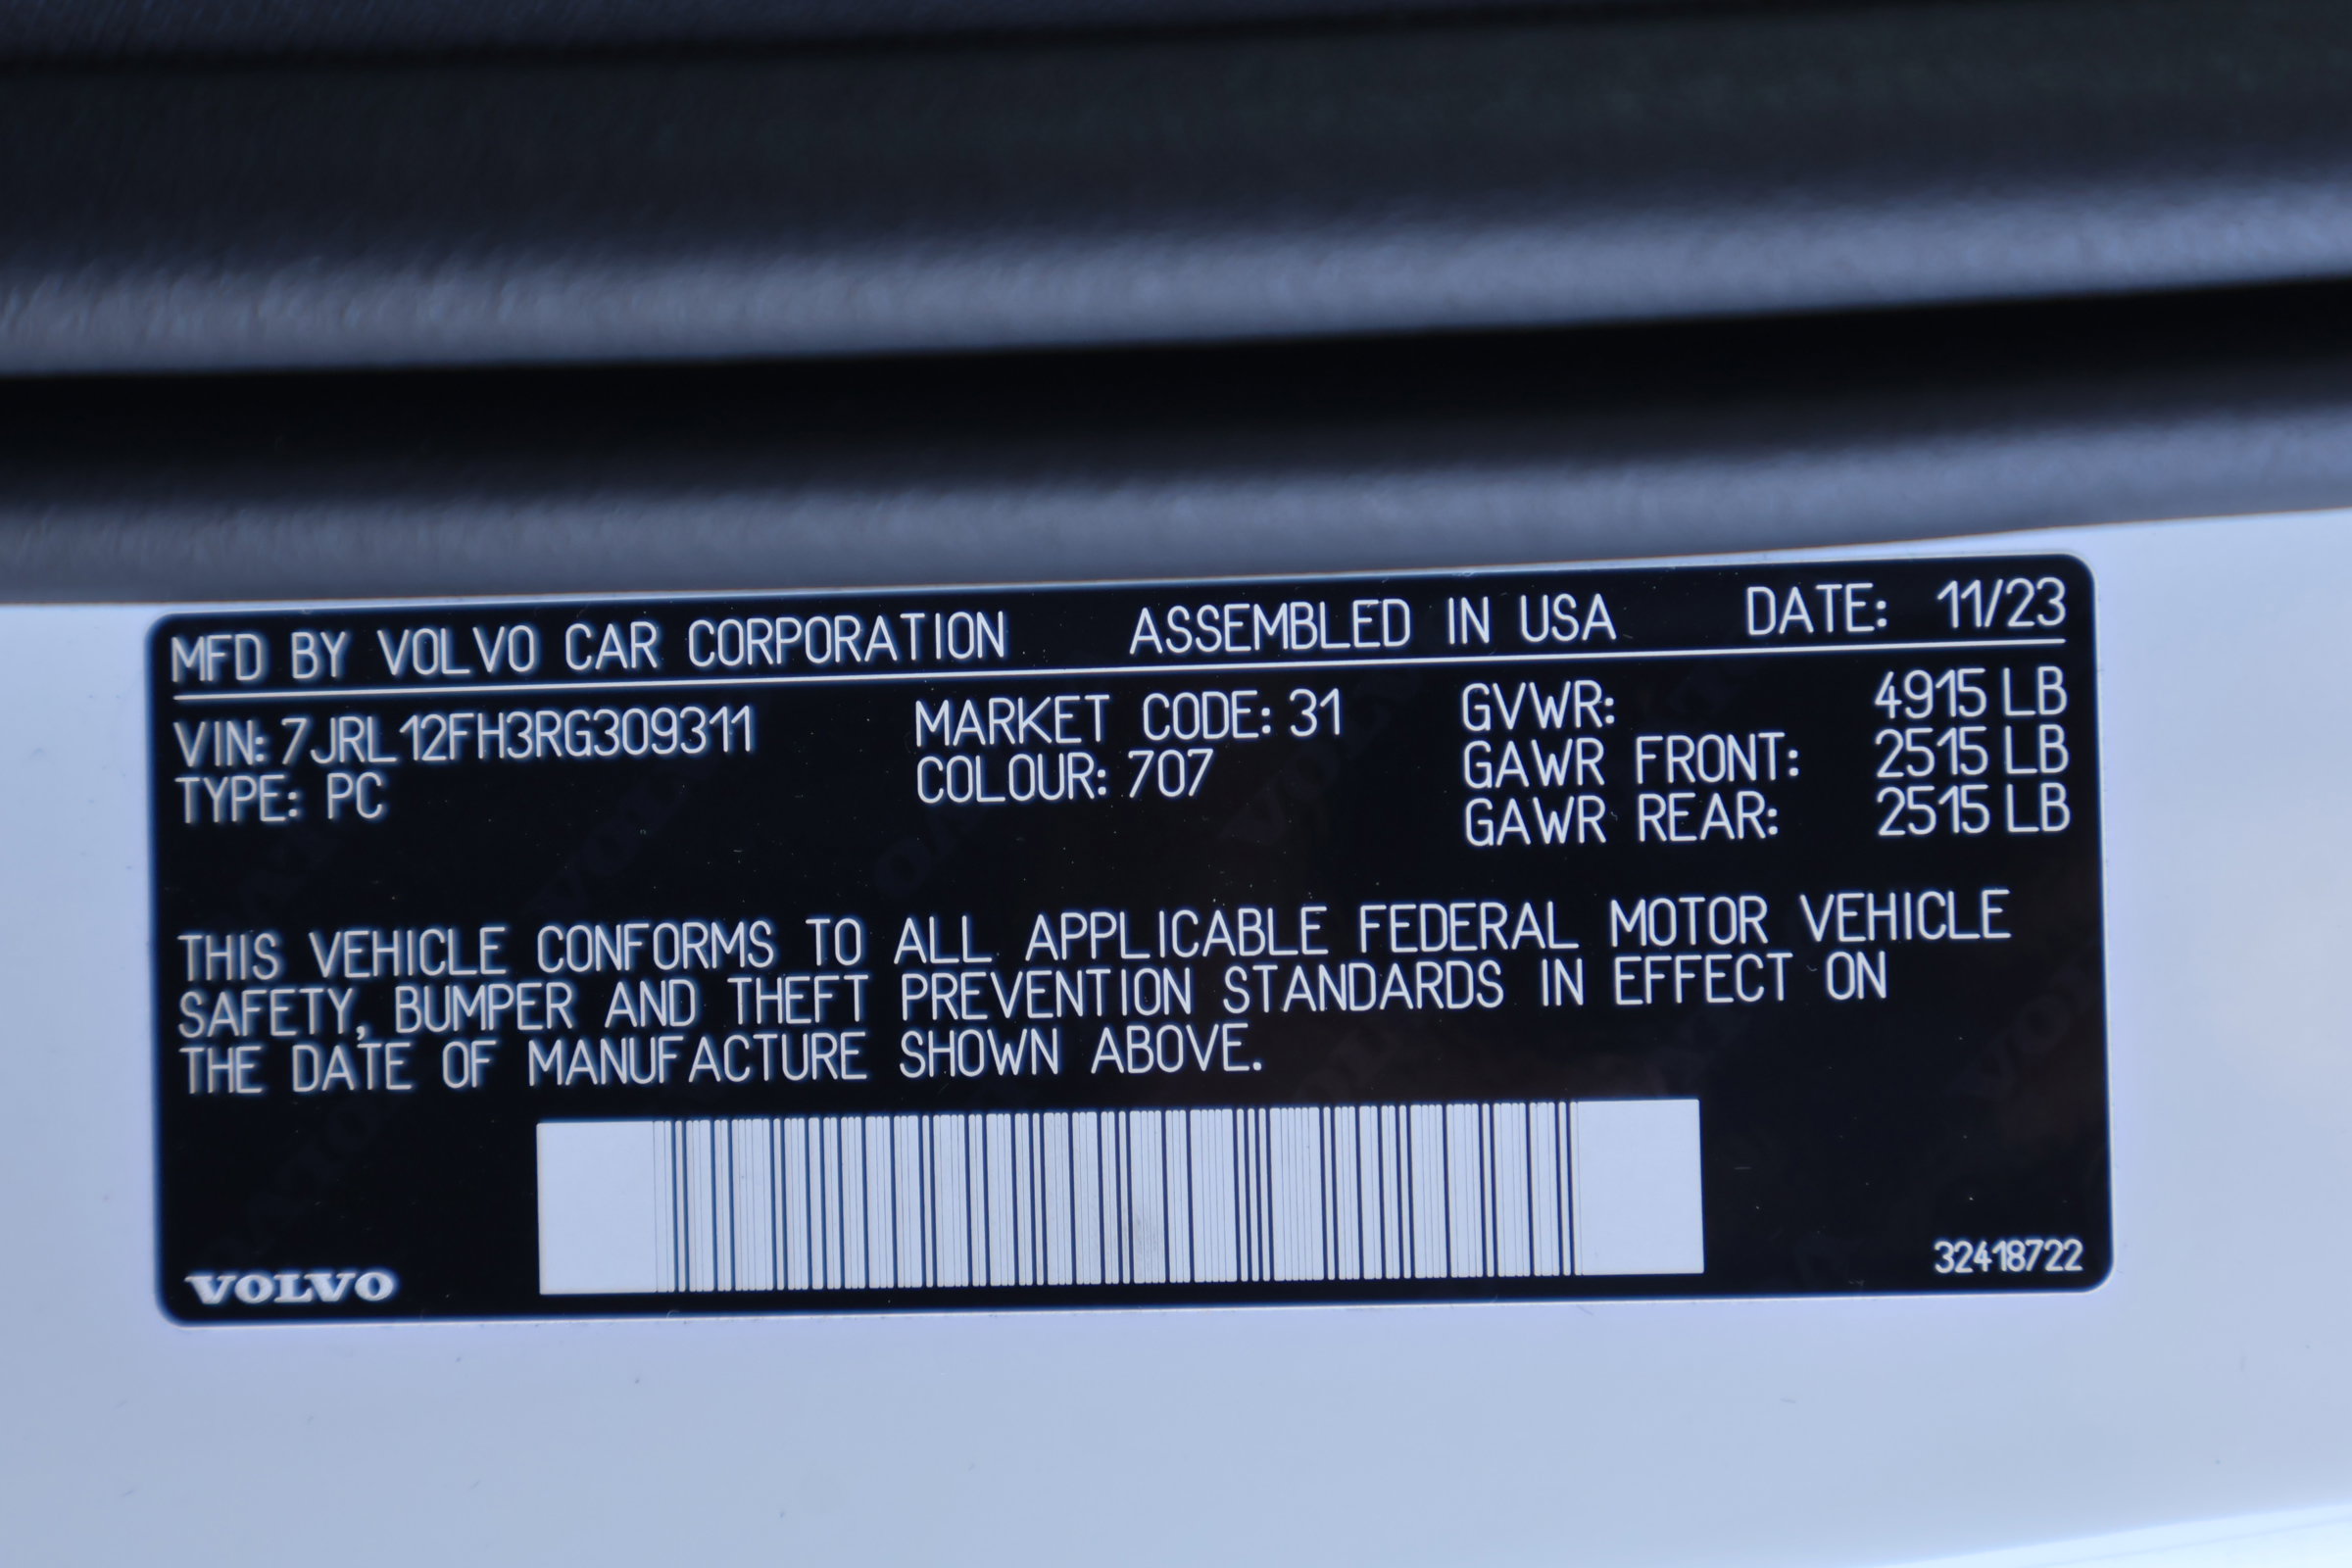 MFD BY VOLVO CAR CORPORATION ASSEMBLED IN USA DATE: 11/23
VIN: 7JRL12FH3RG309311 MARKET CODE: 31 GVWR: 4915 LB
TYPE: PC COLOUR: 707 GAWR FRONT: 2515 LB
GAWR REAR: 2515 LB
THIS VEHICLE CONFORMS TO ALL APPLICABLE FEDERAL MOTOR VEHICLE
SAFETY, BUMPER AND THEFT PREVENTION STANDARDS IN EFFECT ON
THE DATE OF MANUFACTURE SHOWN ABOVE.
VOLVO 32418722